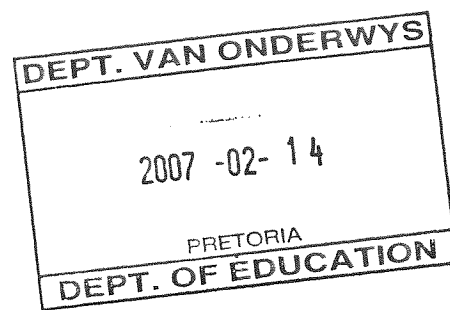 DEPT. VAN ONDERWYS
2007 -02- 14
PRETORIA
DEPT. OF EDUCATION